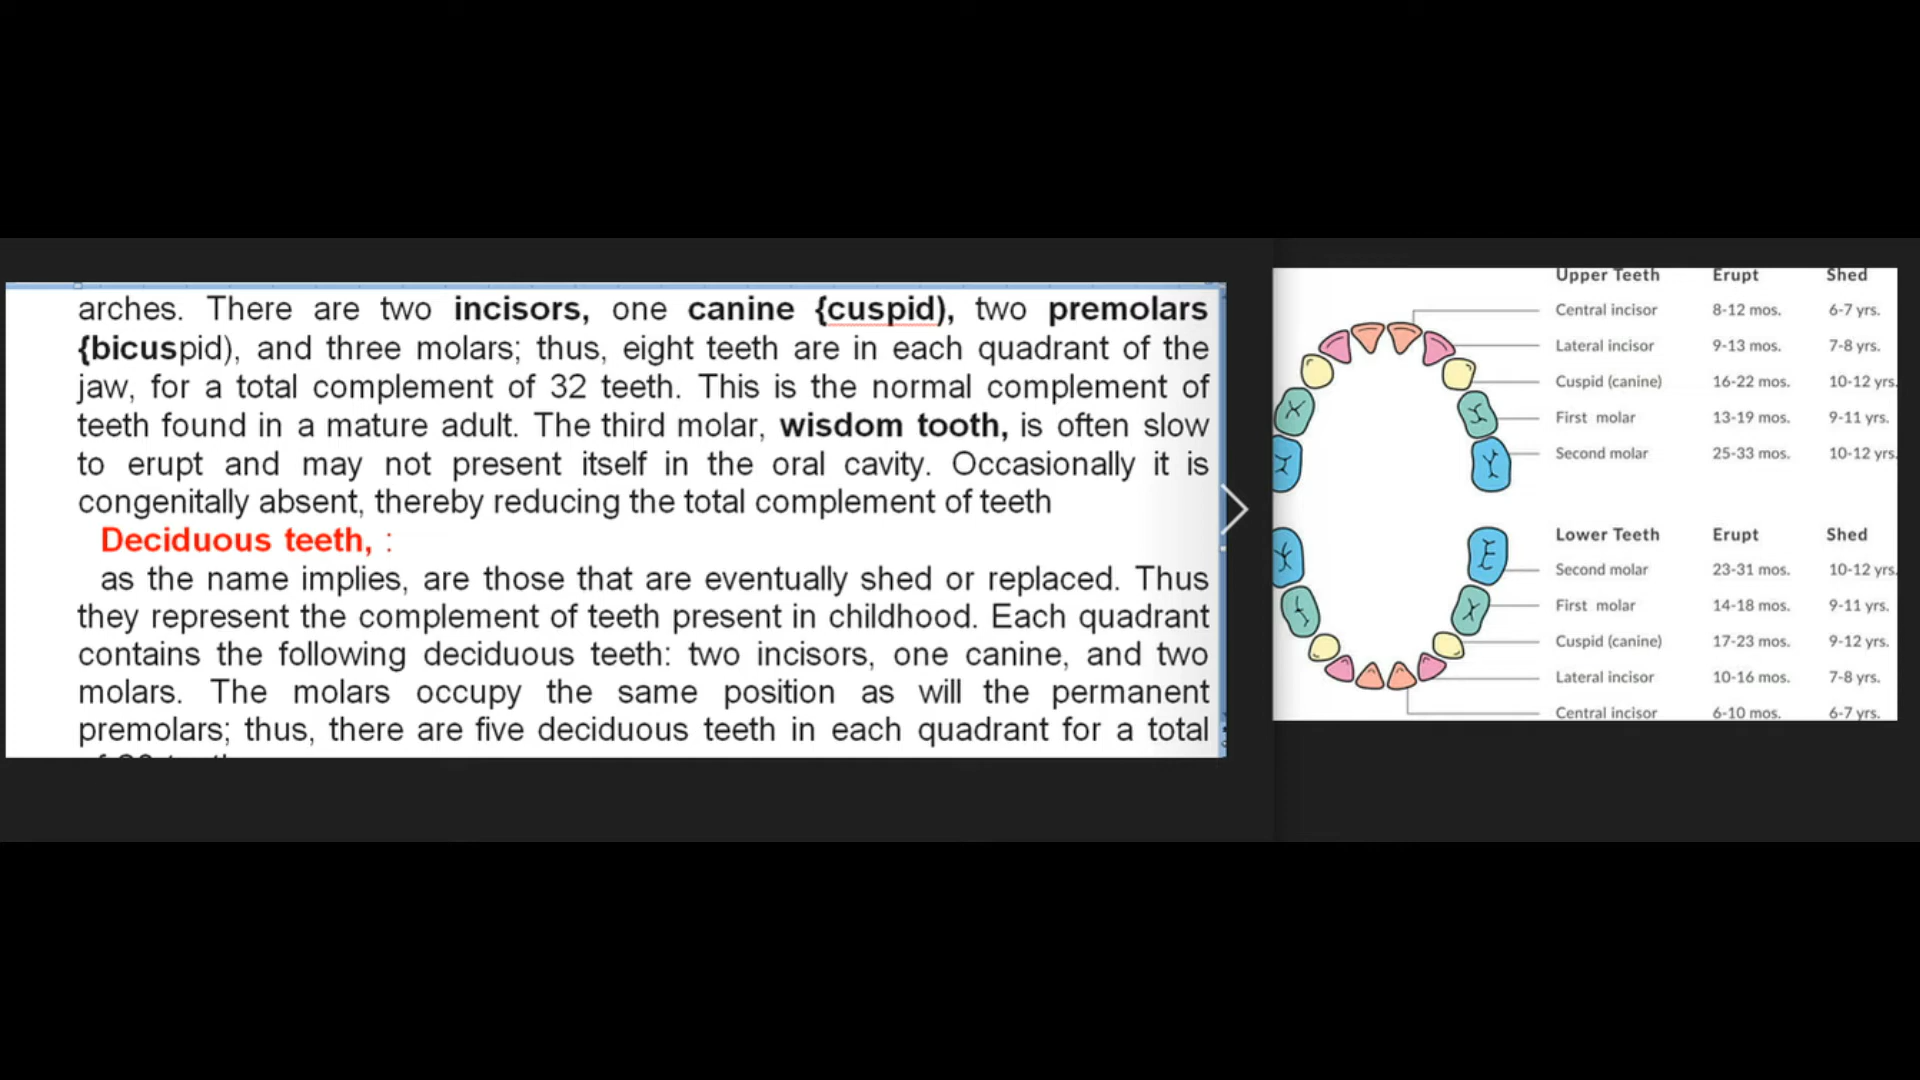 arches. There are two incisors, one canine {cuspid), two premolars
{bicuspid), and three molars; thus, eight teeth are in each quadrant of the
jaw, for a total complement of 32 teeth. This is the normal complement of
teeth found in a mature adult. The third molar, wisdom tooth, is often slow
to erupt and may not present itself in the oral cavity. Occasionally it is
congenitally absent, thereby reducing the total complement of teeth
Deciduous teeth, :
as the name implies, are those that are eventually shed or replaced. Thus
they represent the complement of teeth present in childhood. Each quadrant
contains the following deciduous teeth: two incisors, one canine, and two
molars. The molars occupy the same position as will the permanent
premolars; thus, there are five deciduous teeth in each quadrant for a total
Upper Teeth Erupt Shed
Central incisor 8-12 mos. 6-7 yrs.
Lateral incisor 9-13 mos. 7-8 yrs.
Cuspid (canine) 16-22 mos. 10-12 yrs.
First molar 13-19 mos. 9-11 yrs.
Second molar 25-33 mos. 10-12 yrs.
Lower Teeth Erupt Shed
Second molar 23-31 mos. 10-12 yrs.
First molar 14-18 mos. 9-11 yrs.
Cuspid (canine) 17-23 mos. 9-12 yrs.
Lateral incisor 10-16 mos. 7-8 yrs.
Central incisor 6-10 mos. 6-7 yrs.